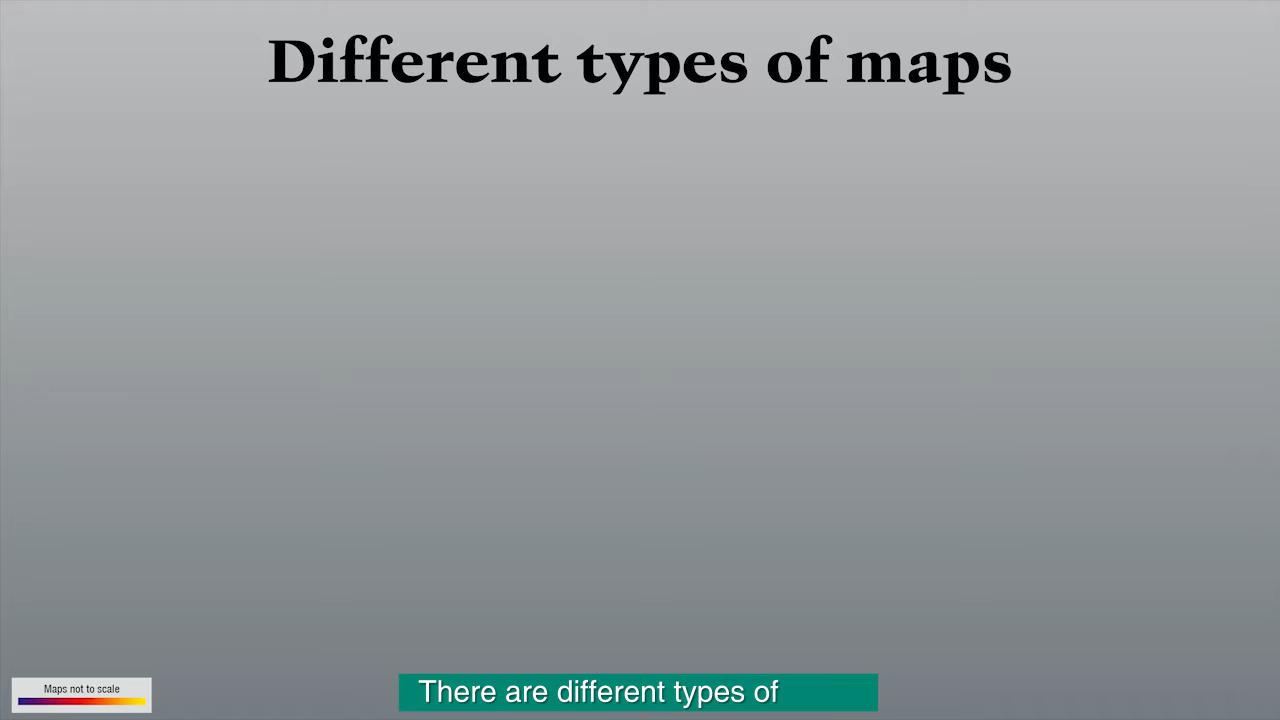 Different types of maps
Maps not to scale
There are different types of